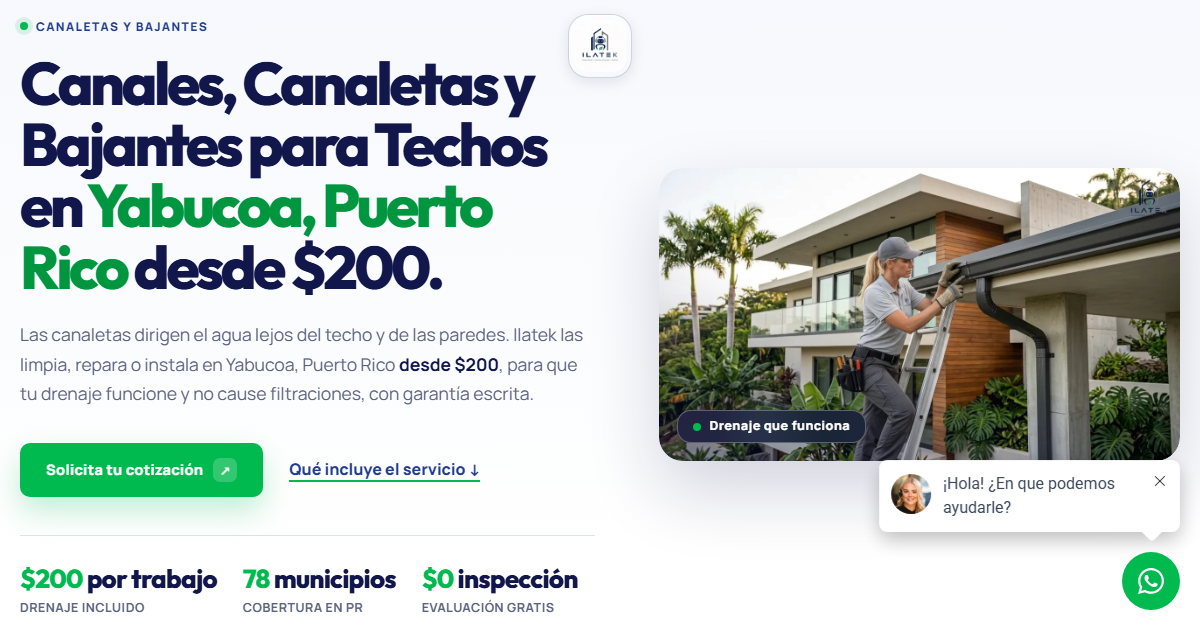 CANALETAS Y BAJANTES
ILATEK
Canales, Canaletas y
Bajantes para Techos
en Yabucoa, Puerto
Rico desde $200.
Las canaletas dirigen el agua lejos del techo y de las paredes. Ilatek las
limpia, repara o instala en Yabucoa, Puerto Rico desde $200, para que
tu drenaje funcione y no cause filtraciones, con garantía escrita.
Solicita tu cotización ↗
Qué incluye el servicio ↓
ILATEK
Drenaje que funciona
¡Hola! ¿En que podemos
ayudarle?
$200 por trabajo
DRENAJE INCLUIDO
78 municipios
COBERTURA EN PR
$0 inspección
EVALUACIÓN GRATIS